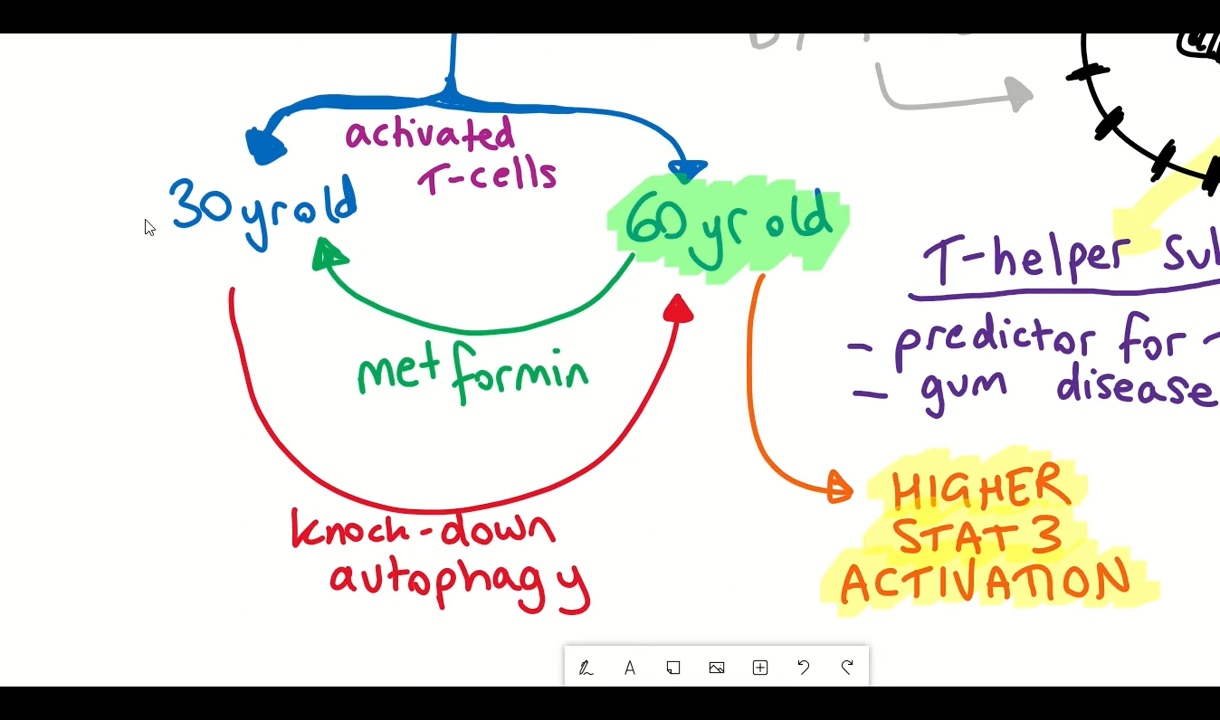 activated
T-cells
30 yr old
60 yr old
metformin
knock-down
autophagy
T-helper
- predictor for
- gum disease
HIGHER
STAT 3
ACTIVATION
A